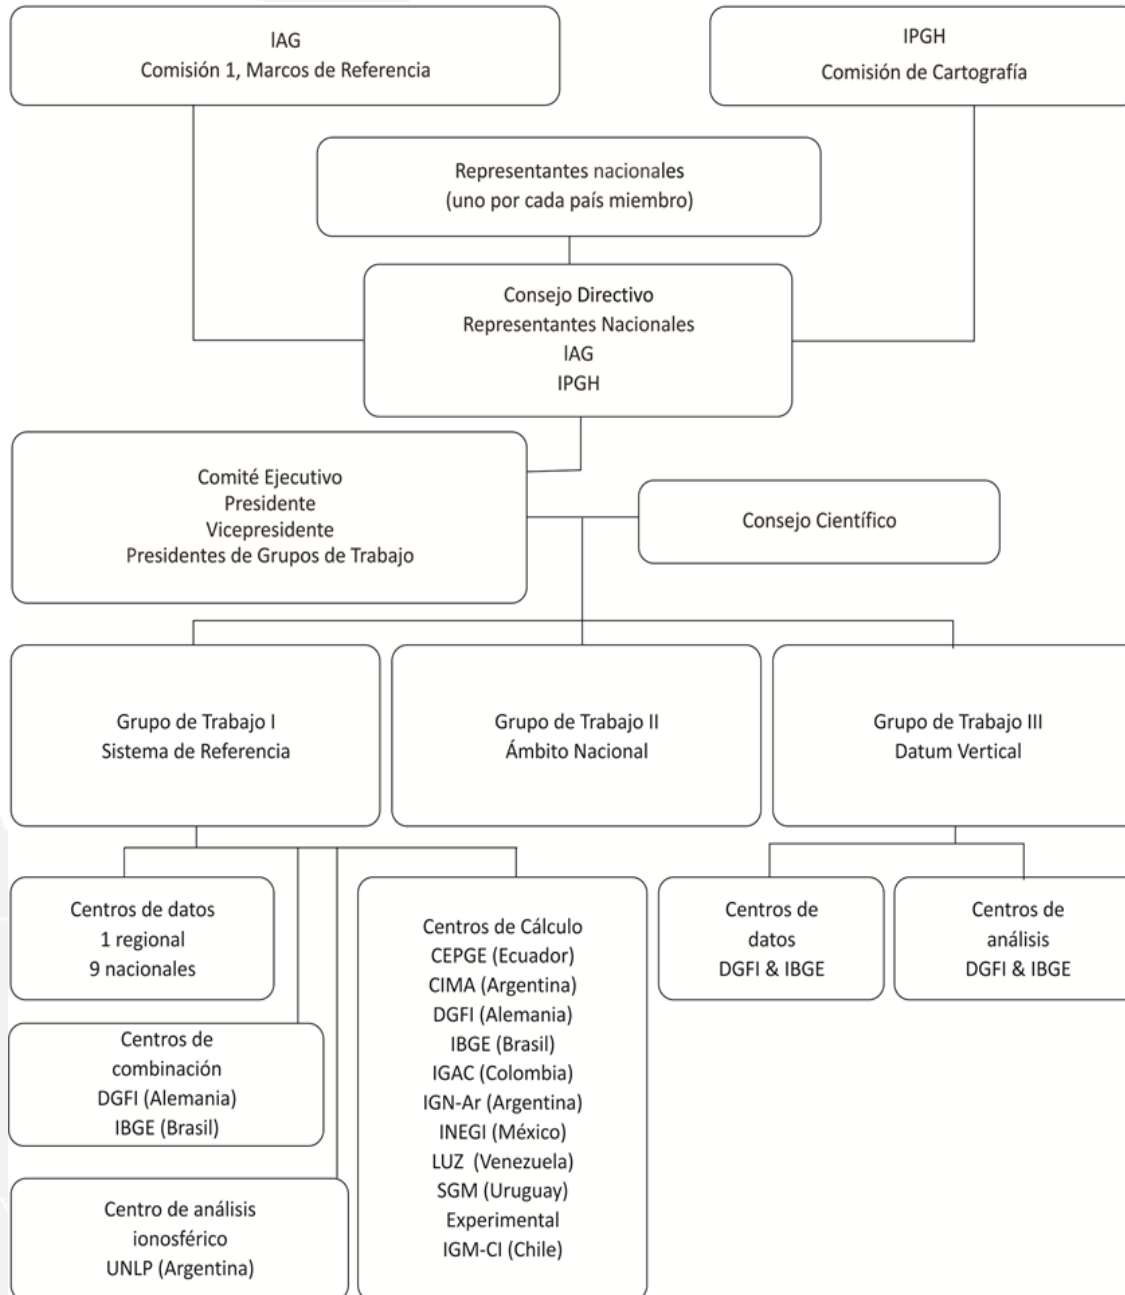 IAG
Comisión 1, Marcos de Referencia
IPGH
Comisión de Cartografía
Representantes nacionales
(uno por cada país miembro)
Consejo Directivo
Representantes Nacionales
IAG
IPGH
Comité Ejecutivo
Presidente
Vicepresidente
Presidentes de Grupos de Trabajo
Consejo Científico
Grupo de Trabajo I
Sistema de Referencia
Grupo de Trabajo II
Ámbito Nacional
Grupo de Trabajo III
Datum Vertical
Centros de datos
1 regional
9 nacionales
Centros de
combinación
DGFI (Alemania)
IBGE (Brasil)
Centro de análisis
ionosférico
UNLP (Argentina)
Centros de Cálculo
CEPGE (Ecuador)
CIMA (Argentina)
DGFI (Alemania)
IBGE (Brasil)
IGAC (Colombia)
IGN-Ar (Argentina)
INEGI (México)
LUZ (Venezuela)
SGM (Uruguay)
Experimental
IGM-CI (Chile)
Centros de
datos
DGFI & IBGE
Centros de
análisis
DGFI & IBGE